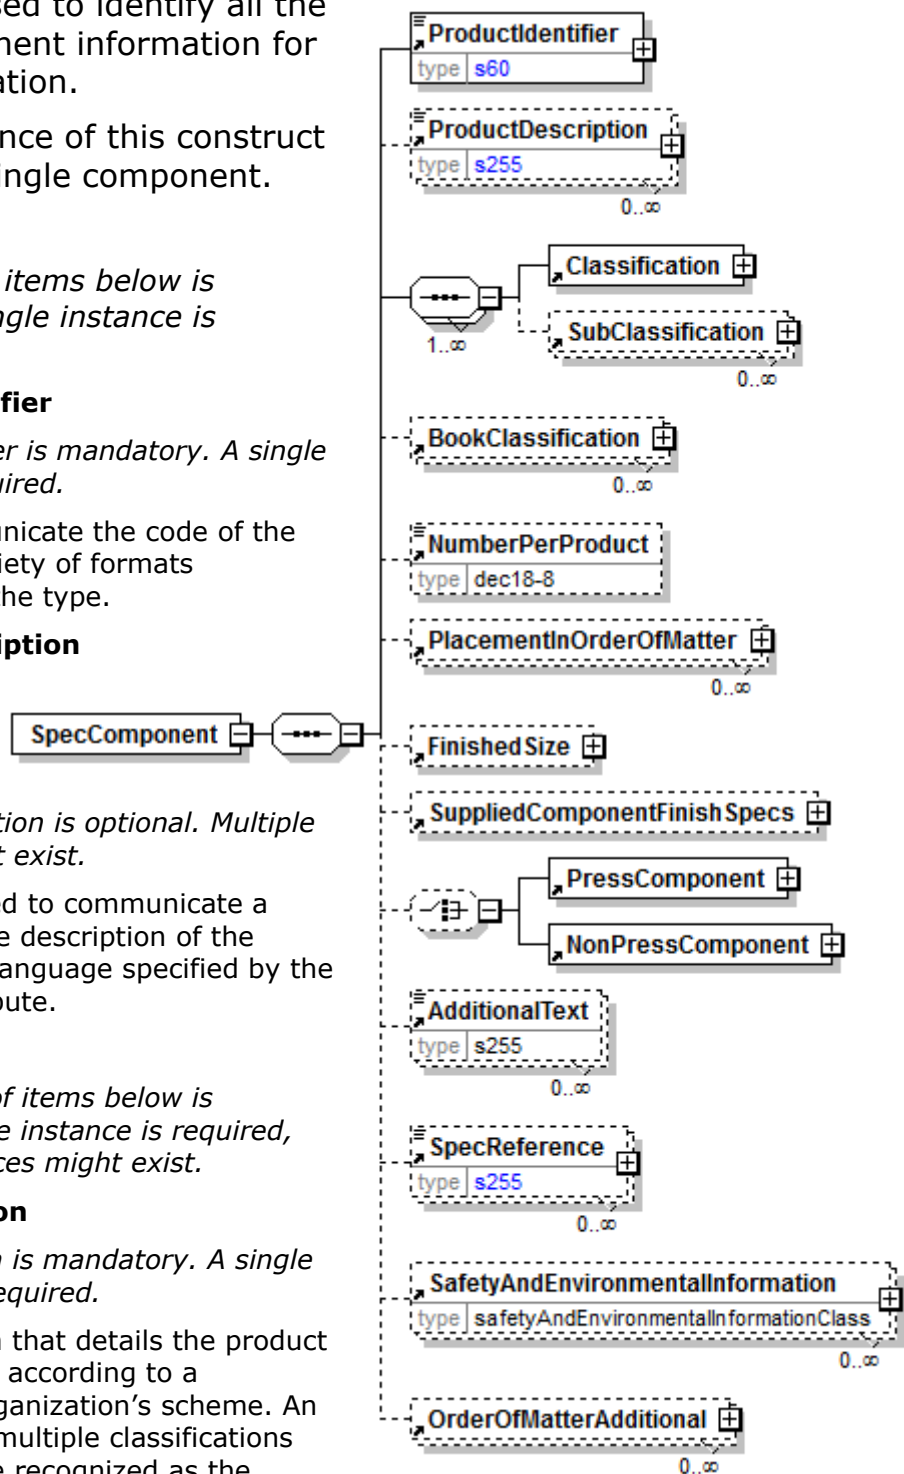 sed to identify all the
nent information for
ation.
nce of this construct
single component.
items below is
ngle instance is
ifier
er is mandatory. A single
uired.
unicate the code of the
riety of formats
the type.
iption
tion is optional. Multiple
t exist.
ed to communicate a
e description of the
language specified by the
bute.
of items below is
e instance is required,
ces might exist.
on
n is mandatory. A single
equired.
n that details the product
according to a
ganization's scheme. An
multiple classifications
e recognized as the
SpecComponent
ProductIdentifier
type s60
ProductDescription
type s255
0..∞
1..∞
Classification
SubClassification
0..∞
BookClassification
0..∞
NumberPerProduct
type dec18-8
PlacementInOrderOfMatter
0..∞
FinishedSize
SuppliedComponentFinishSpecs
PressComponent
NonPressComponent
AdditionalText
type s255
0..∞
SpecReference
type s255
0..∞
SafetyAndEnvironmentalInformation
type safetyAndEnvironmentalInformationClass
0..∞
OrderOfMatterAdditional
0..∞